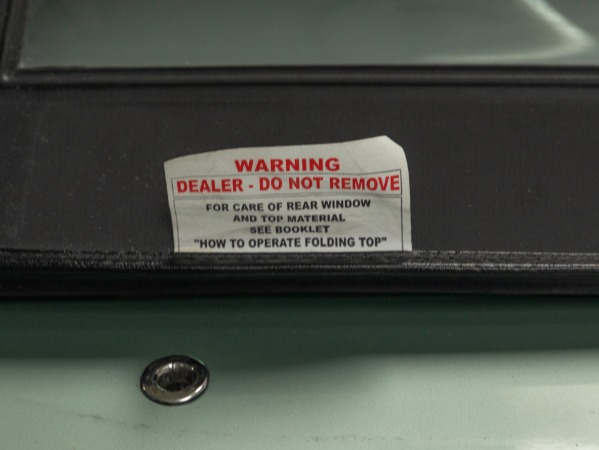 WARNING
DEALER - DO NOT REMOVE
FOR CARE OF REAR WINDOW
AND TOP MATERIAL
SEE BOOKLET
"HOW TO OPERATE FOLDING TOP"